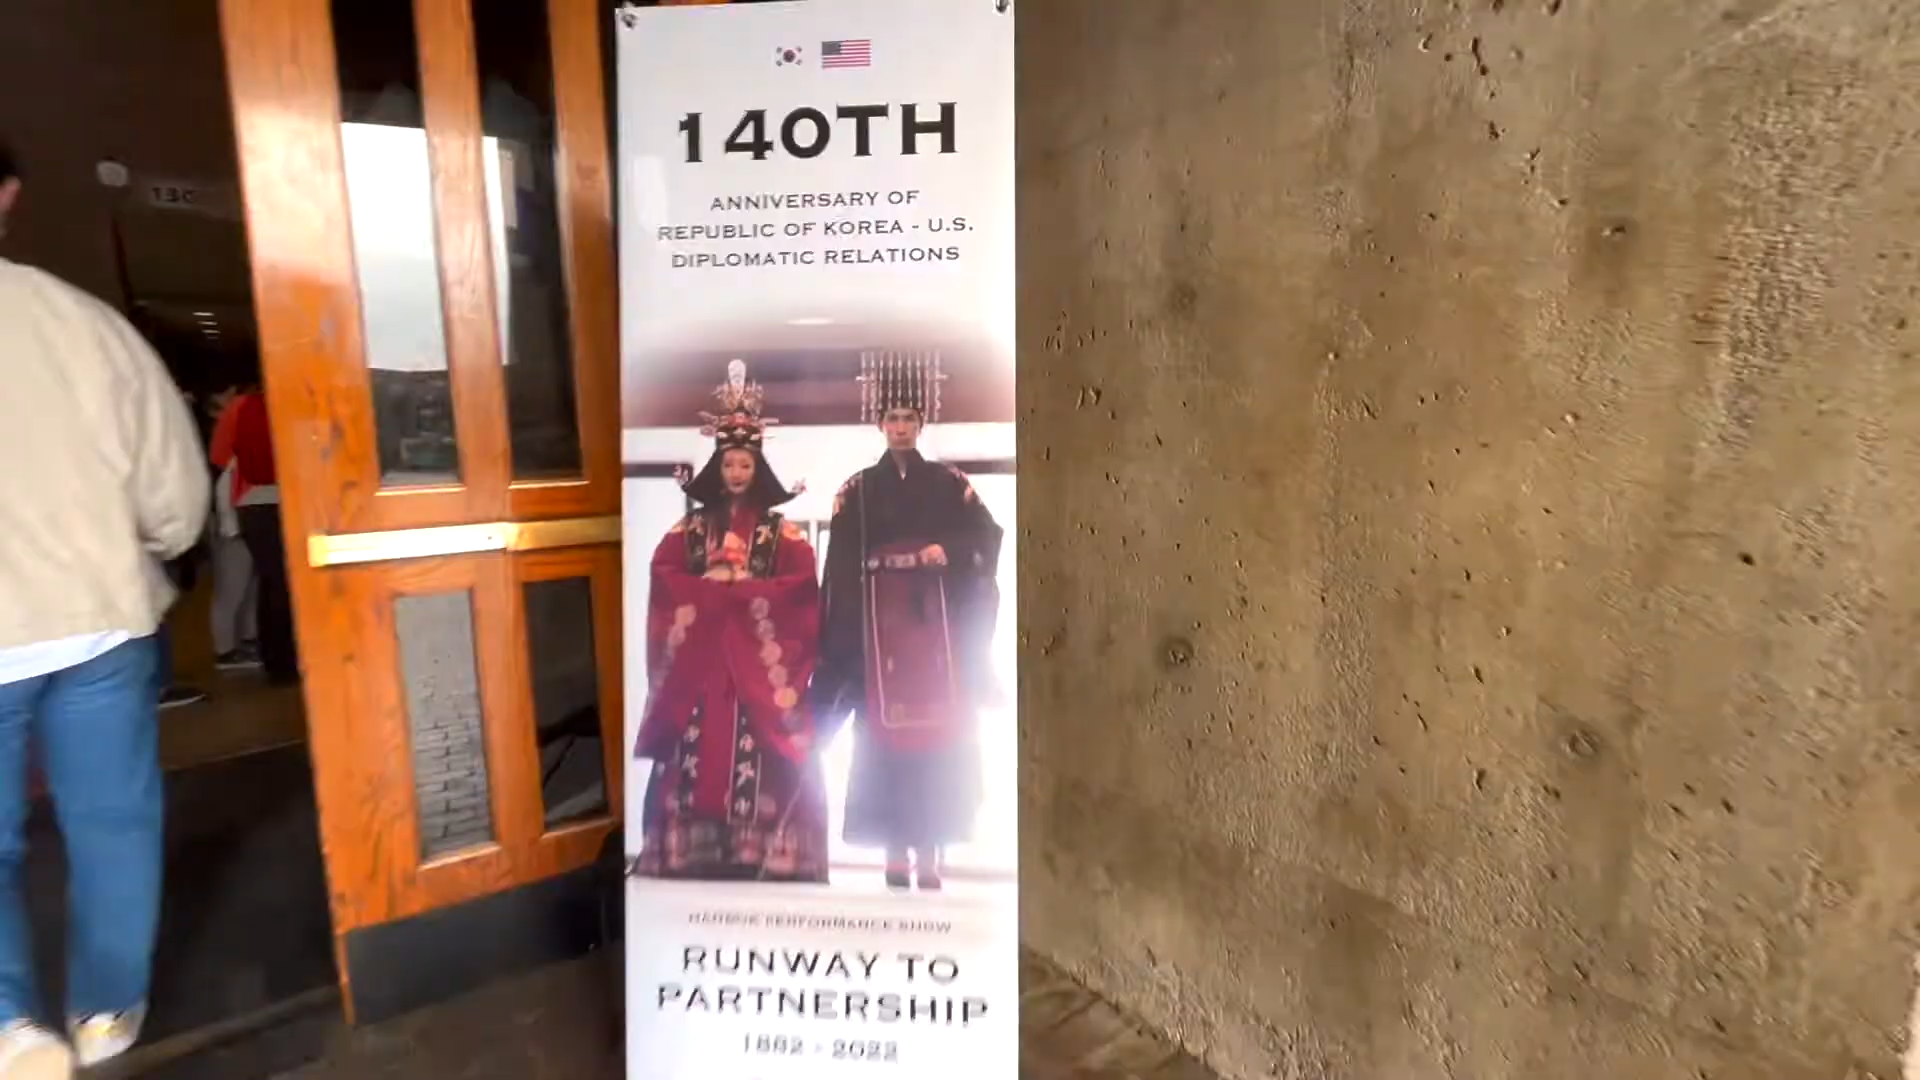 140TH
ANNIVERSARY OF
REPUBLIC OF KOREA - U.S.
DIPLOMATIC RELATIONS
HANBOK PERFORMANCE SHOW
RUNWAY TO
PARTNERSHIP
1882 - 2022